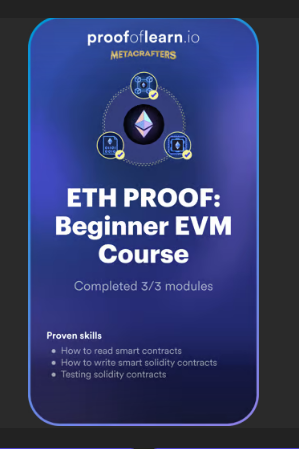 proofoflearn.io
METACRAFTERS
ETH PROOF:
Beginner EVM
Course
Completed 3/3 modules
Proven skills
• How to read smart contracts
• How to write smart solidity contracts
• Testing solidity contracts